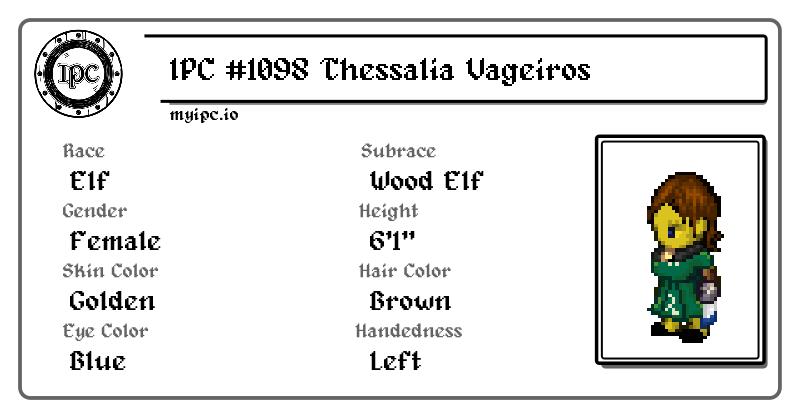 IPC
IPC #1098 Thessalia Vageiros
myipc.io
Race
Subrace
Elf
Wood Elf
Gender
Height
Female
6'1"
Skin Color
Hair Color
Golden
Brown
Eye Color
Handedness
Blue
Left